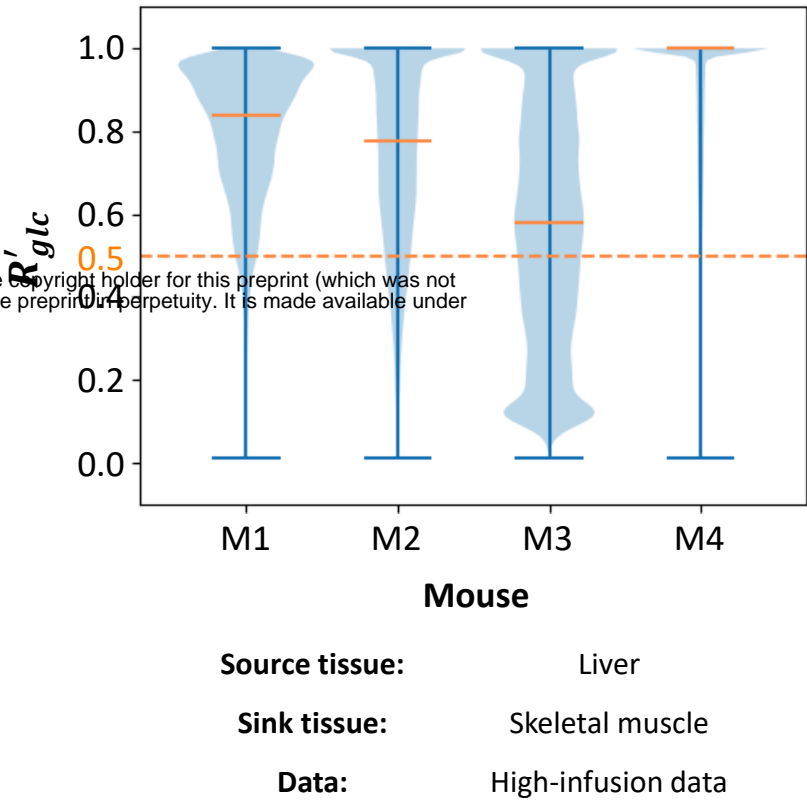 1.0
0.8
0.6
0.5
0.4
0.2
0.0
R'glc
copyright holder for this preprint (which was not
preprint in perpetuity. It is made available under
M1 M2 M3 M4
Mouse
Source tissue: Liver
Sink tissue: Skeletal muscle
Data: High-infusion data